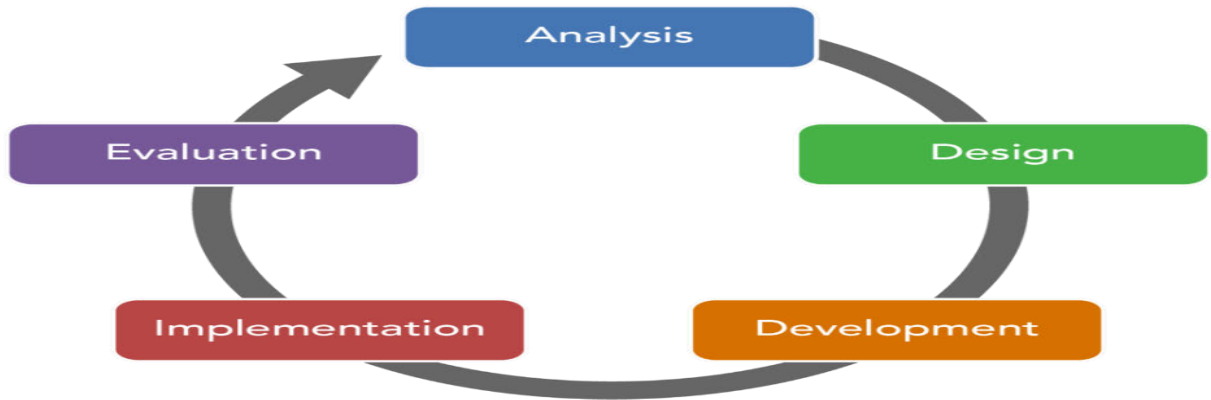 Analysis
Design
Development
Implementation
Evaluation